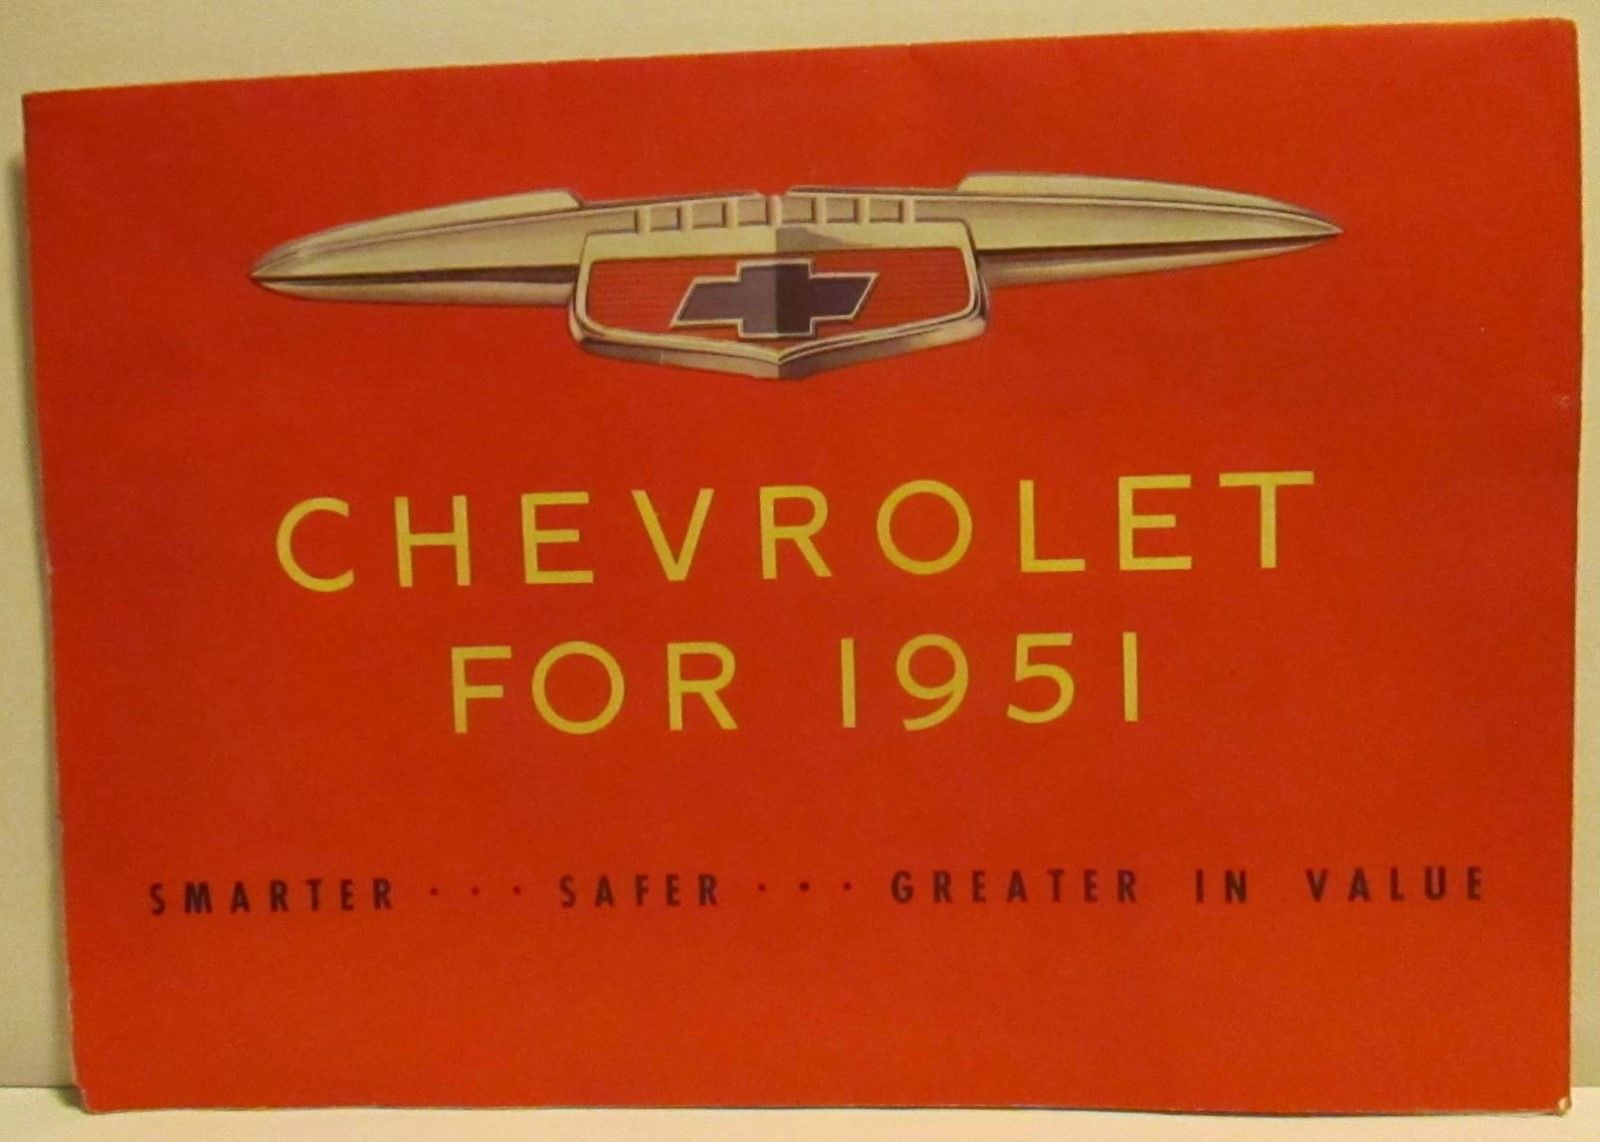 CHEVROLET
FOR 1951
SMARTER ··· SAFER ··· GREATER IN VALUE